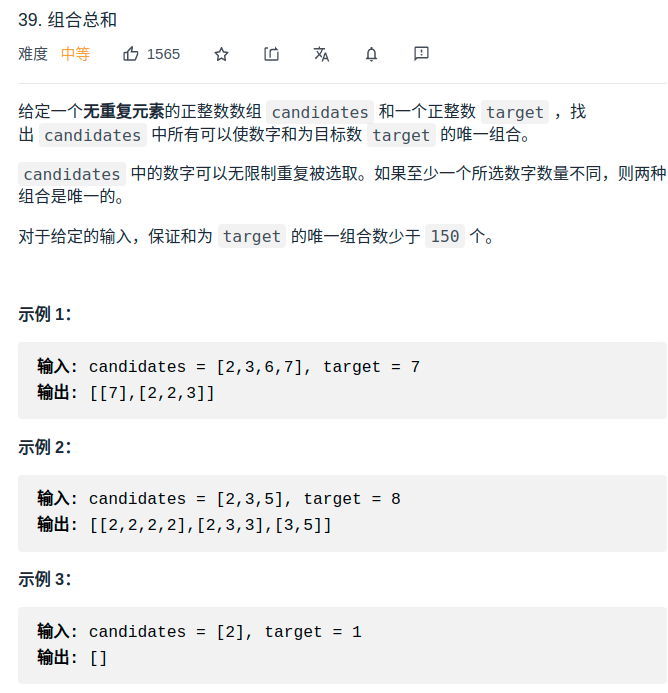 39. 组合总和
难度 中等 1565
给定一个无重复元素的正整数数组 candidates 和一个正整数 target ，找
出 candidates 中所有可以使数字和为目标数 target 的唯一组合。
candidates 中的数字可以无限制重复被选取。如果至少一个所选数字数量不同，则两种
组合是唯一的。
对于给定的输入，保证和为 target 的唯一组合数少于 150 个。
示例 1：
输入: candidates = [2,3,6,7], target = 7
输出: [[7],[2,2,3]]
示例 2：
输入: candidates = [2,3,5], target = 8
输出: [[2,2,2,2],[2,3,3],[3,5]]
示例 3：
输入: candidates = [2], target = 1
输出: []